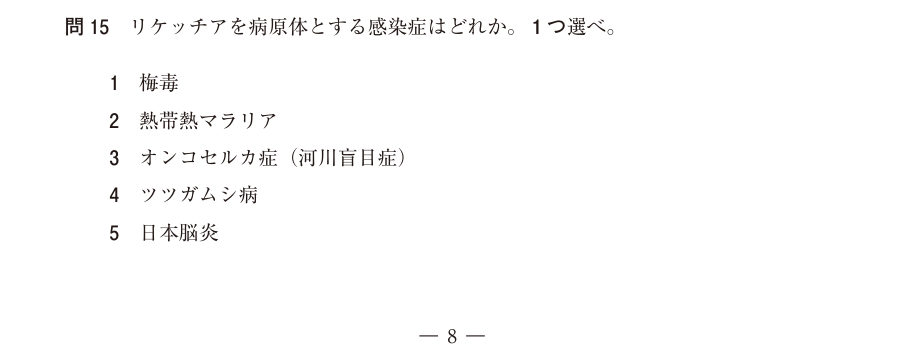 問 15 リケッチアを病原体とする感染症はどれか。1つ選べ。
1 梅毒
2 熱帯熱マラリア
3 オンコセルカ症（河川盲目症）
4 ツツガムシ病
5 日本脳炎
— 8 —